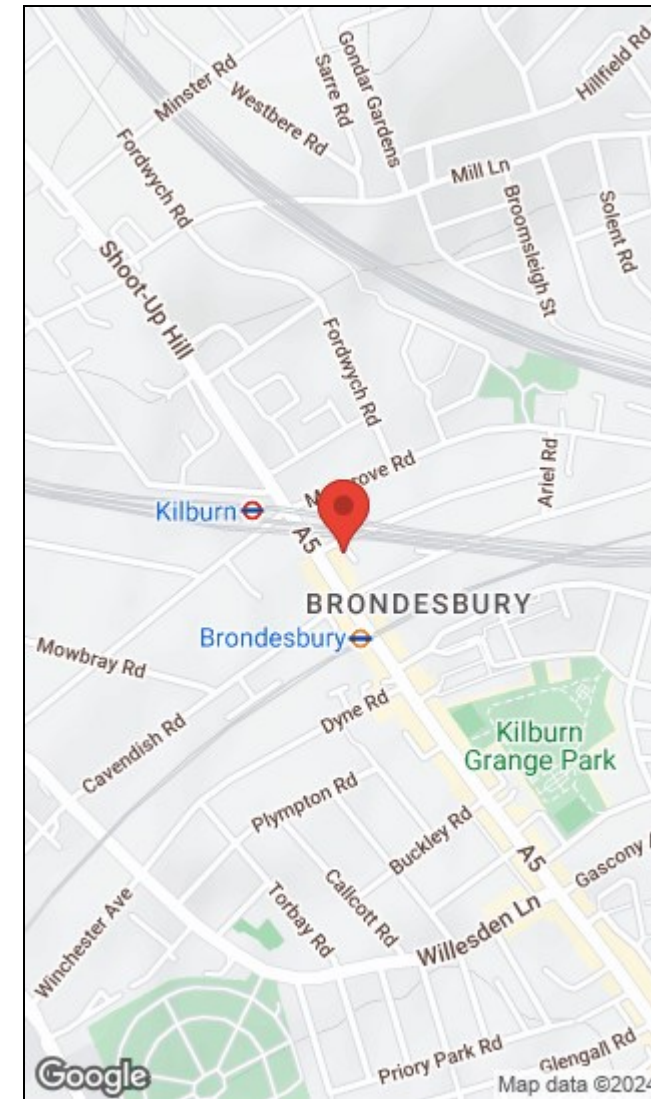 Gondar Gardens
Hillfield Rd
Minster Rd
Sarre Rd
Westbere Rd
Fordwych Rd
Mill Ln
Broomsleigh St
Solent Rd
Shoot-Up Hill
Fordwych Rd
Ariel Rd
Kilburn
A5
BRONDESBURY
Brondesbury
Mowbray Rd
Dyne Rd
Cavendish Rd
Kilburn
Grange Park
Plympton Rd
Buckley Rd
A5
Gascony
Callcott Rd
Torbay Rd
Winchester Ave
Willesden Ln
Priory Park Rd
Glengall Rd
Google
Map data ©2024